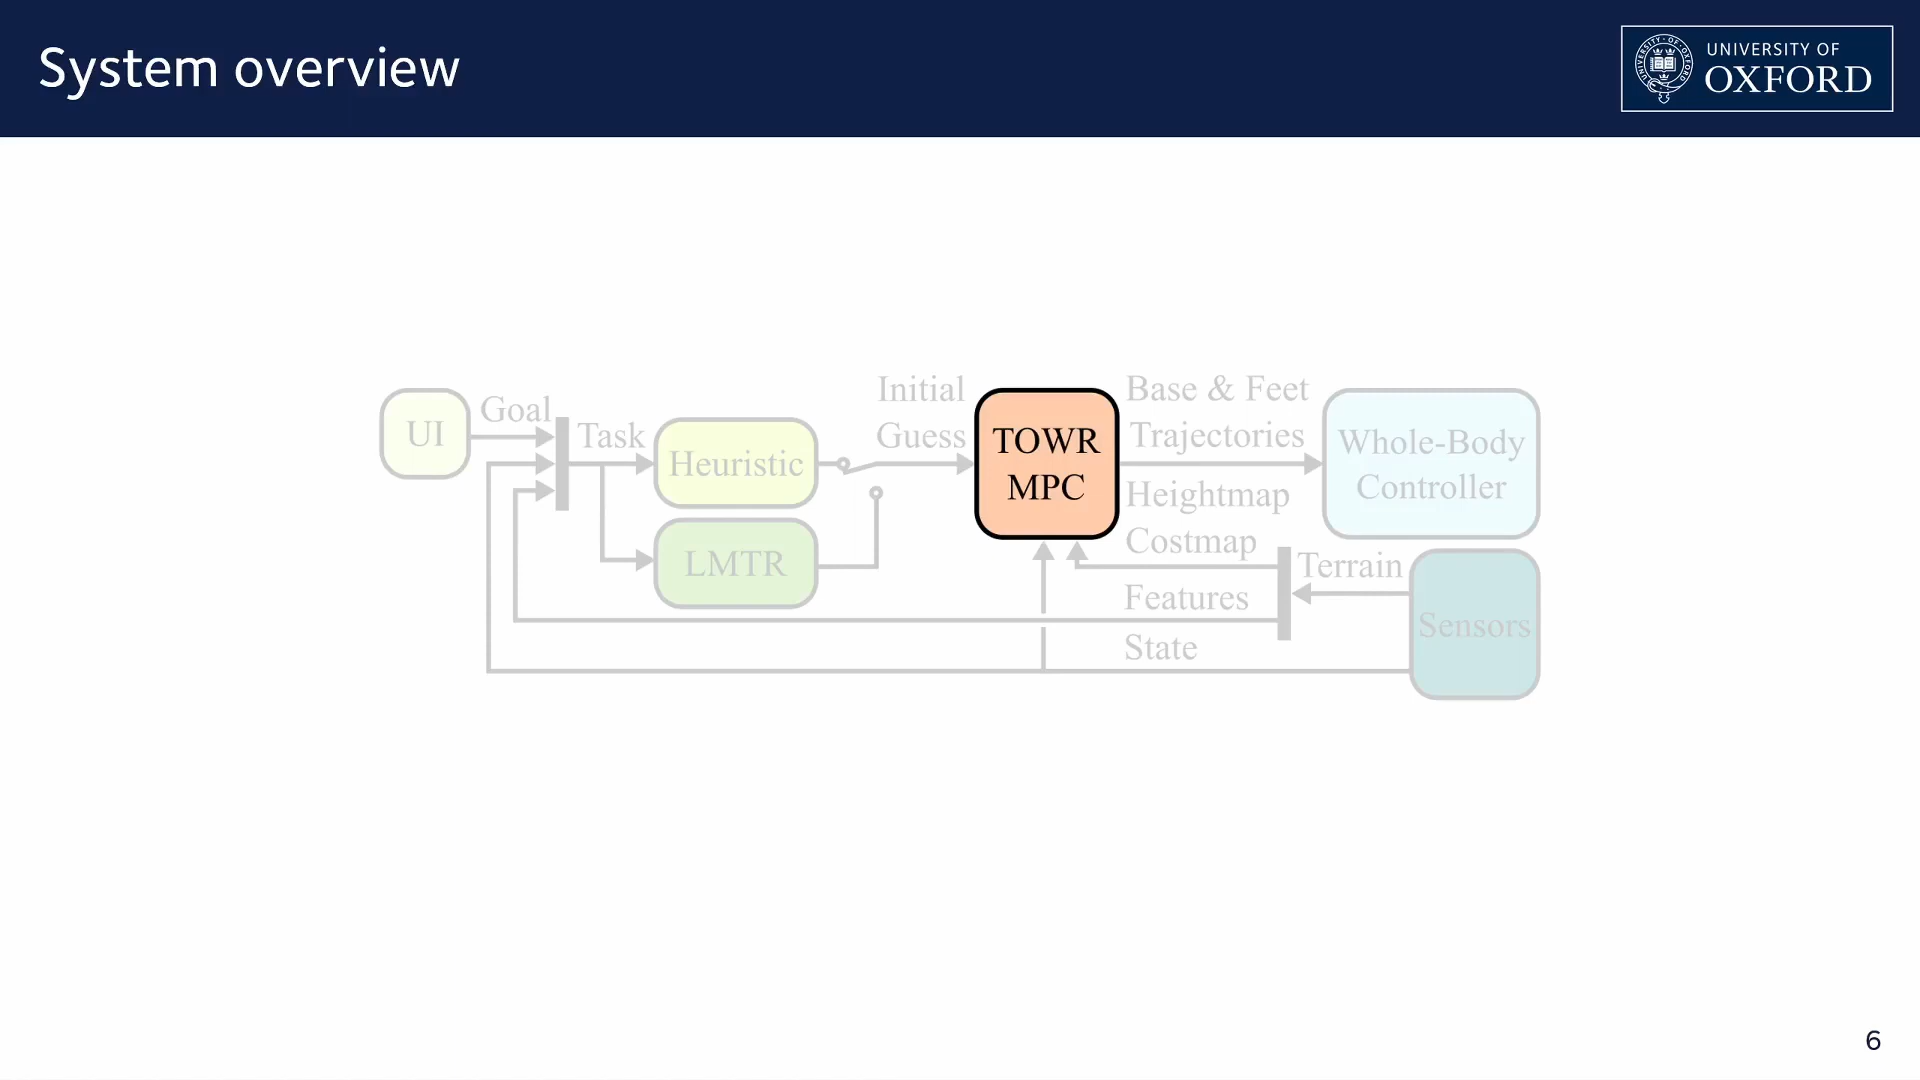 System overview
UNIVERSITY OF
OXFORD
UI
Goal
Task
Heuristic
LMTR
Initial
Guess
TOWR
MPC
Base & Feet
Trajectories
Heightmap
Costmap
Features
State
Terrain
Whole-Body
Controller
Sensors
6